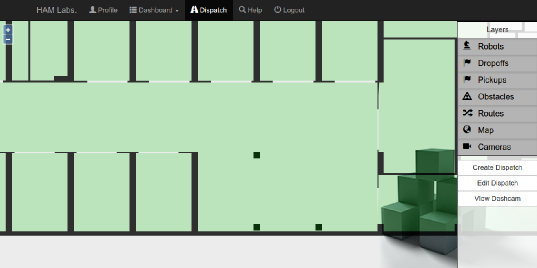 HAM Labs. Profile Dashboard Dispatch Help Logout
+
Layers
−
Robots
Dropoffs
Pickups
Obstacles
Routes
Map
Cameras
Create Dispatch
Edit Dispatch
View Dashcam